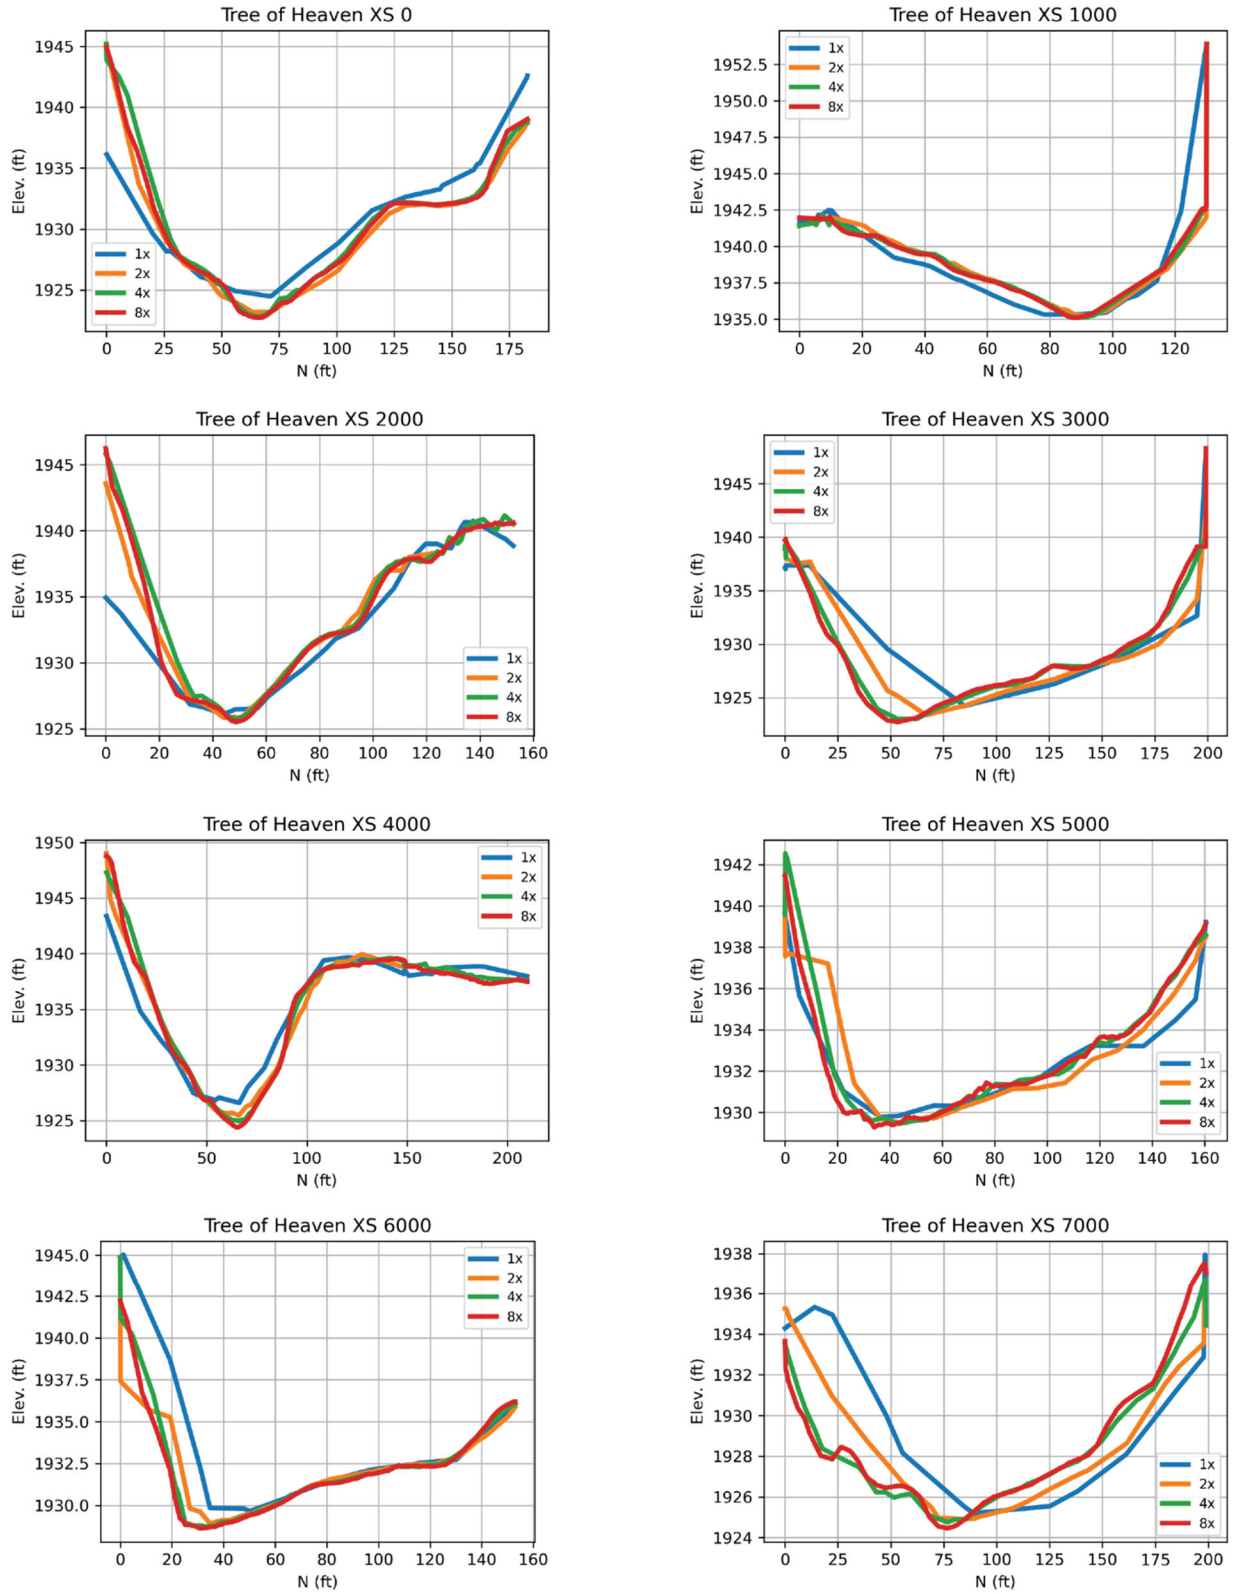 Tree of Heaven XS 0
1945
1940
1935
1930
1925
Elev. (ft)
1x
2x
4x
8x
0 25 50 75 100 125 150 175
N (ft)
Tree of Heaven XS 1000
1952.5
1950.0
1947.5
1945.0
1942.5
1940.0
1937.5
1935.0
Elev. (ft)
1x
2x
4x
8x
0 20 40 60 80 100 120
N (ft)
Tree of Heaven XS 2000
1945
1940
1935
1930
1925
Elev. (ft)
1x
2x
4x
8x
0 20 40 60 80 100 120 140 160
N (ft)
Tree of Heaven XS 3000
1945
1940
1935
1930
1925
Elev. (ft)
1x
2x
4x
8x
0 25 50 75 100 125 150 175 200
N (ft)
Tree of Heaven XS 4000
1950
1945
1940
1935
1930
1925
Elev. (ft)
1x
2x
4x
8x
0 50 100 150 200
N (ft)
Tree of Heaven XS 5000
1942
1940
1938
1936
1934
1932
1930
Elev. (ft)
1x
2x
4x
8x
0 20 40 60 80 100 120 140 160
N (ft)
Tree of Heaven XS 6000
1945.0
1942.5
1940.0
1937.5
1935.0
1932.5
1930.0
Elev. (ft)
1x
2x
4x
8x
0 20 40 60 80 100 120 140 160
N (ft)
Tree of Heaven XS 7000
1938
1936
1934
1932
1930
1928
1926
1924
Elev. (ft)
1x
2x
4x
8x
0 25 50 75 100 125 150 175 200
N (ft)